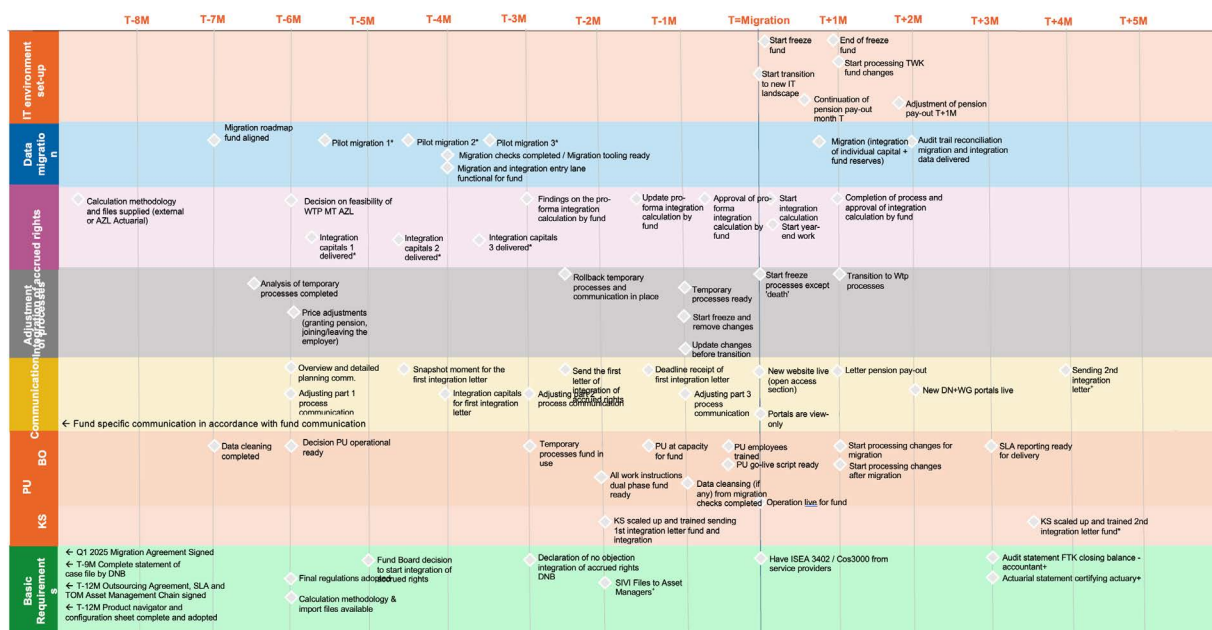 T-8M T-7M T-6M T-4M T-3M T-2M T-1M T=Migration T+1M T+2M T+3M T+4M T+5M
IT environment
set-up
Start freeze
fund
End of freeze
fund
Start processing TWK
fund changes
Start transition
to new IT
landscape
Continuation of
pension pay-out
month T
Adjustment of pension
pay-out T+1M
Data
migratio
n
Migration roadmap
fund aligned
Pilot migration 1*
Pilot migration 2*
Pilot migration 3*
Migration checks completed / Migration tooling ready
Migration and integration entry lane
functional for fund
Migration (integration
of individual capital +
fund reserves)
Audit trail reconciliation
migration and integration
data delivered
Integration of accrued rights
Calculation methodology
and files supplied (external
or AZL Actuarial)
Decision on feasibility of
WTP MT AZL
Integration
capitals 1
delivered*
Integration
capitals 2
delivered*
Integration capitals
3 delivered*
Findings on the pro-
forma integration
calculation by fund
Update pro-
forma integration
calculation by
fund
Approval of pro-
forma
integration
calculation by
fund
Start
integration
calculation
Start year-
end work
Completion of process and
approval of integration
calculation by fund
Adjustment
of processes
Analysis of temporary
processes completed
Price adjustments
(granting pension,
joining/leaving the
employer)
Rollback temporary
processes and
communication in place
Temporary
processes ready
Start freeze and
remove changes
Update changes
before transition
Start freeze
processes except
'death'
Transition to Wtp
processes
Communication
Overview and detailed
planning comm.
Adjusting part 1
process
communication
Snapshot moment for the
first integration letter
Integration capitals
for first integration
letter
Adjusting part 2
process communication
Send the first
letter of
integration of
accrued rights
Deadline receipt of
first integration letter
Adjusting part 3
process
communication
New website live
(open access
section)
Portals are view-
only
Letter pension pay-out
New DN+WG portals live
Sending 2nd
integration
letter*
← Fund specific communication in accordance with fund communication
BO
PU
Data cleaning
completed
Decision PU operational
ready
Temporary
processes fund in
use
All work instructions
dual phase fund
ready
PU at capacity
for fund
PU employees
trained
PU go-live script ready
Data cleansing (if
any) from migration
checks completed
Operation live for fund
Start processing changes for
migration
Start processing changes
after migration
SLA reporting ready
for delivery
KS
KS scaled up and trained sending
1st integration letter fund and
integration
KS scaled up and trained 2nd
integration letter fund*
Basic
Requirement
s
← Q1 2025 Migration Agreement Signed
← T-9M Complete statement of
case file by DNB
← T-12M Outsourcing Agreement, SLA and
TOM Asset Management Chain signed
← T-12M Product navigator and
configuration sheet complete and adopted
Final regulations adopted
Calculation methodology &
import files available
Fund Board decision
to start integration of
accrued rights
Declaration of no objection
integration of accrued rights
DNB
SIVI Files to Asset
Managers*
Have ISEA 3402 / Cos3000 from
service providers
Audit statement FTK closing balance -
accountant+
Actuarial statement certifying actuary+